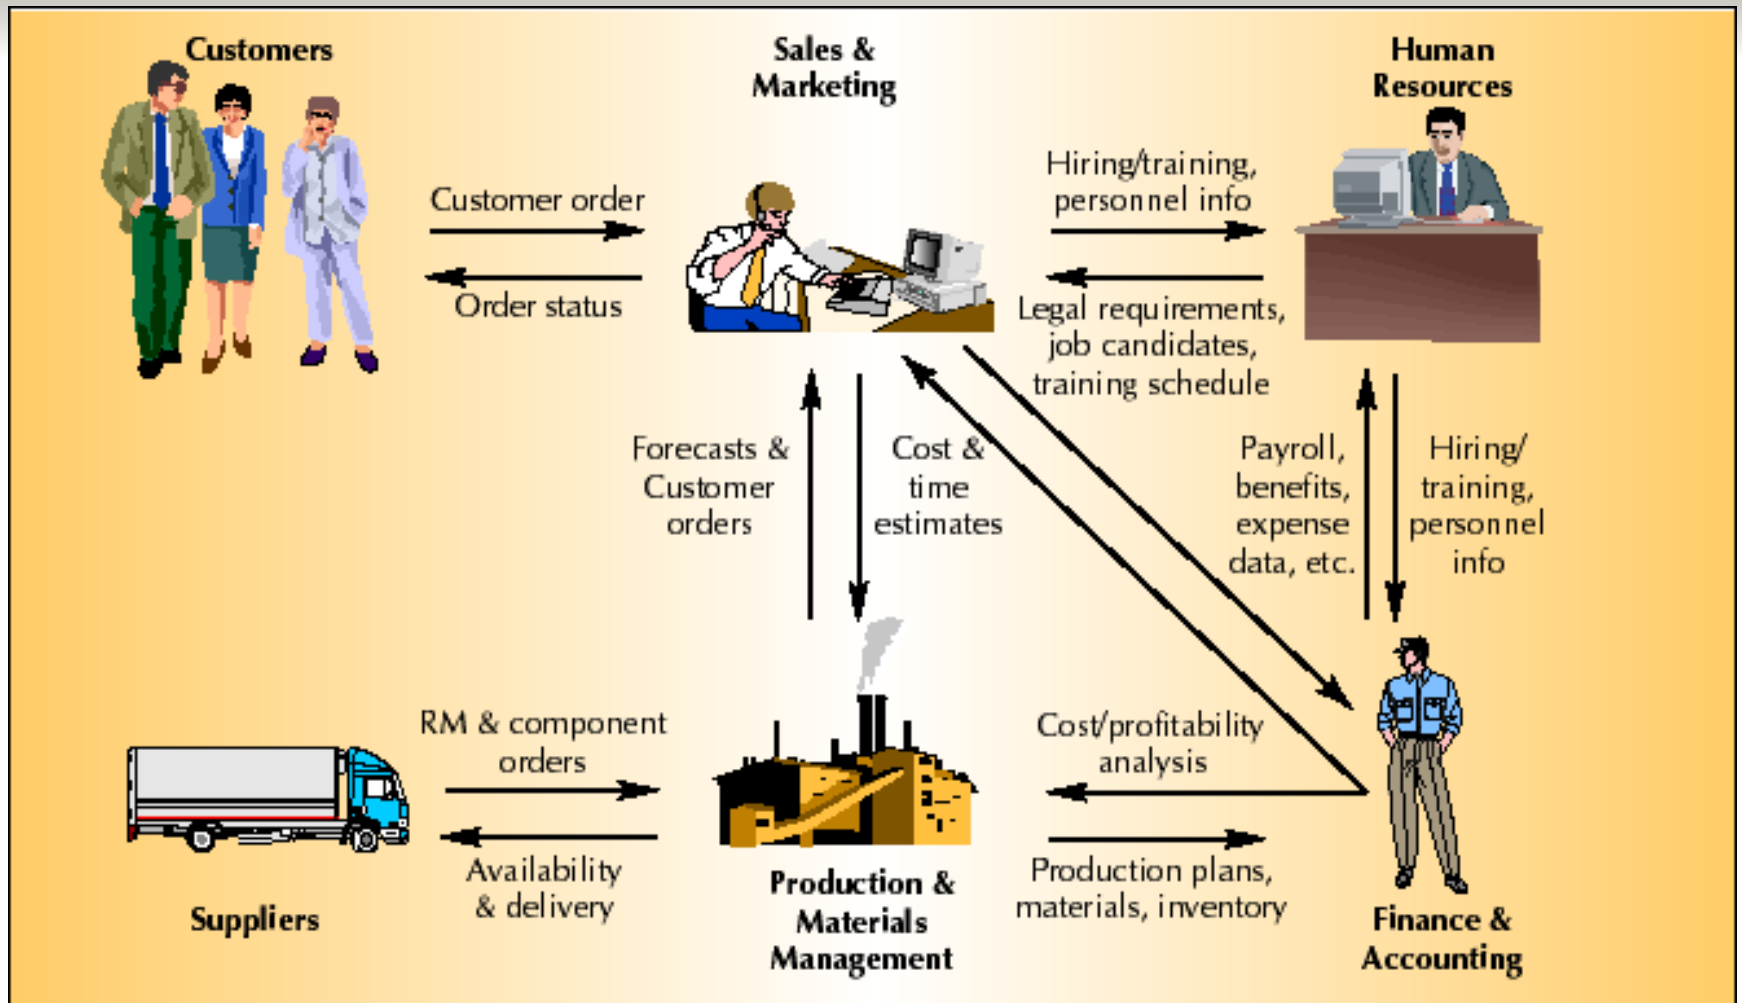 Customers
Sales &
Marketing
Human
Resources
Customer order
Order status
Hiring/training,
personnel info
Legal requirements,
job candidates,
training schedule
Forecasts &
Customer
orders
Cost &
time
estimates
Payroll,
benefits,
expense
data, etc.
Hiring/
training,
personnel
info
RM & component
orders
Availability
& delivery
Cost/profitability
analysis
Production plans,
materials, inventory
Suppliers
Production &
Materials
Management
Finance &
Accounting